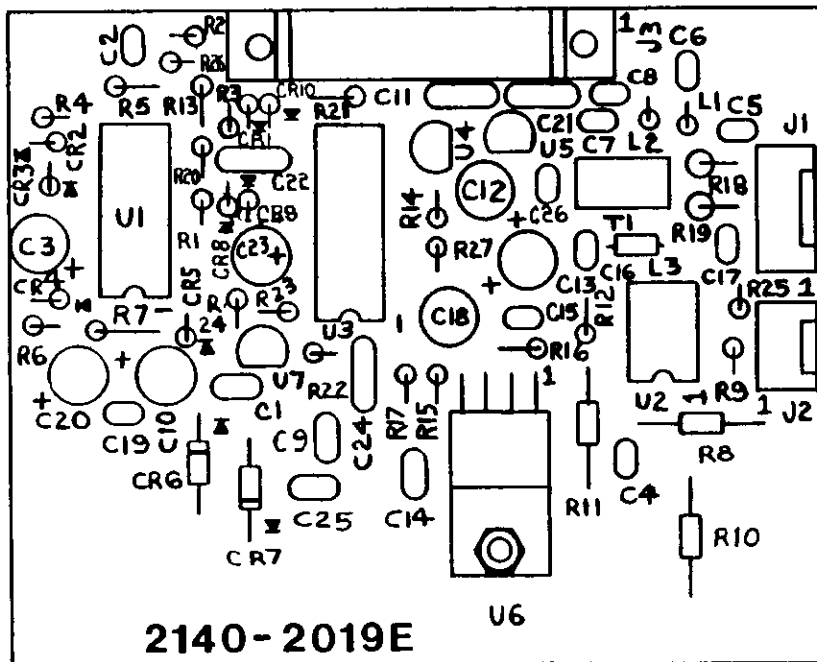 C2
R2
R26
1
3
C6
R4
R5
R13
R3
CR10
R21
C11
C8
L1
C5
J1
CR3
CR2
CR1
U4
C21
U5
C7
L2
U1
R20
C22
R14
C12
C26
R18
T1
R19
C3
R1
CR8
C23
R27
C13
C16
L3
C17
CR4
CR5
R23
C18
C15
R12
R25
1
R7
24
U3
1
R6
U7
R22
R16
R9
C20
C10
C1
R17
R15
1
U2
1
1
J2
C19
C9
C24
R8
CR6
C25
C14
R11
C4
CR7
R10
U6
2140-2019E